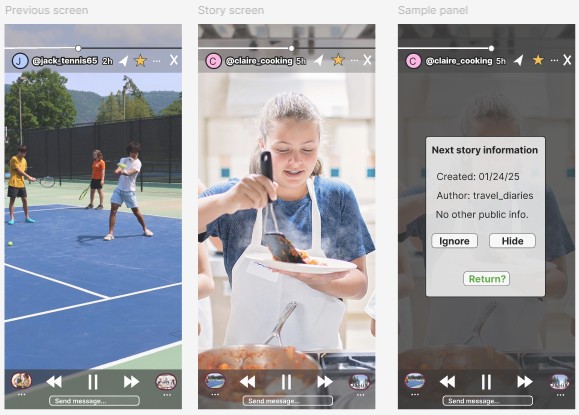 Previous screen
J @jack_tennis65 2h ... X
... ...
Send message...
Story screen
C @claire_cooking 5h ... X
... ...
Send message...
Sample panel
C @claire_cooking 5h ... X
Next story information
Created: 01/24/25
Author: travel_diaries
No other public info.
Ignore Hide
Return?
... ...
Send message...